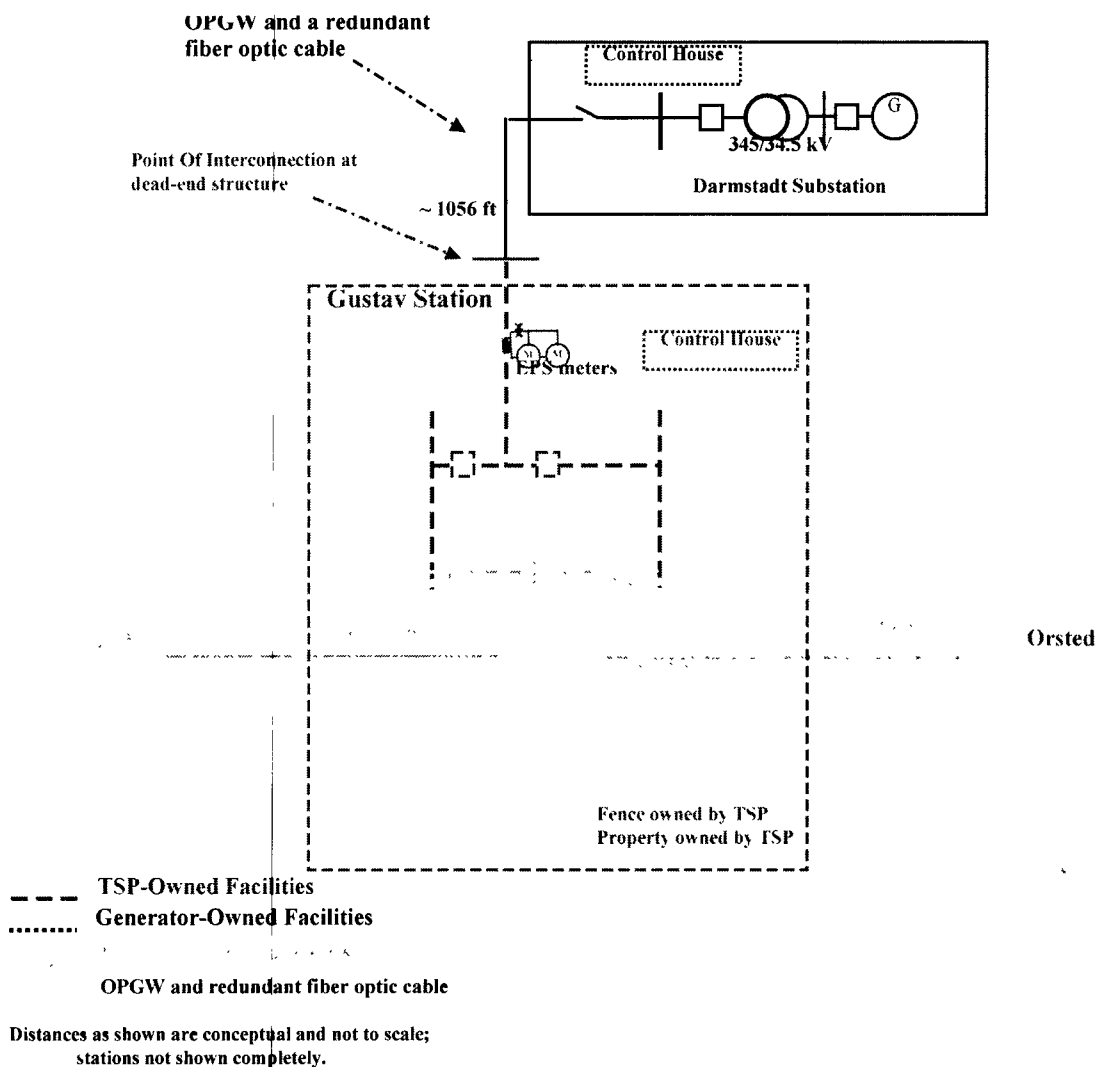 OPGW and a redundant
fiber optic cable
Control House
G
345/34.5 kV
Darmstadt Substation
Point Of Interconnection at
dead-end structure
~ 1056 ft
Gustav Station
Control House
M M
EPS meters
Orsted
Fence owned by TSP
Property owned by TSP
TSP-Owned Facilities
Generator-Owned Facilities
OPGW and redundant fiber optic cable
Distances as shown are conceptual and not to scale;
stations not shown completely.